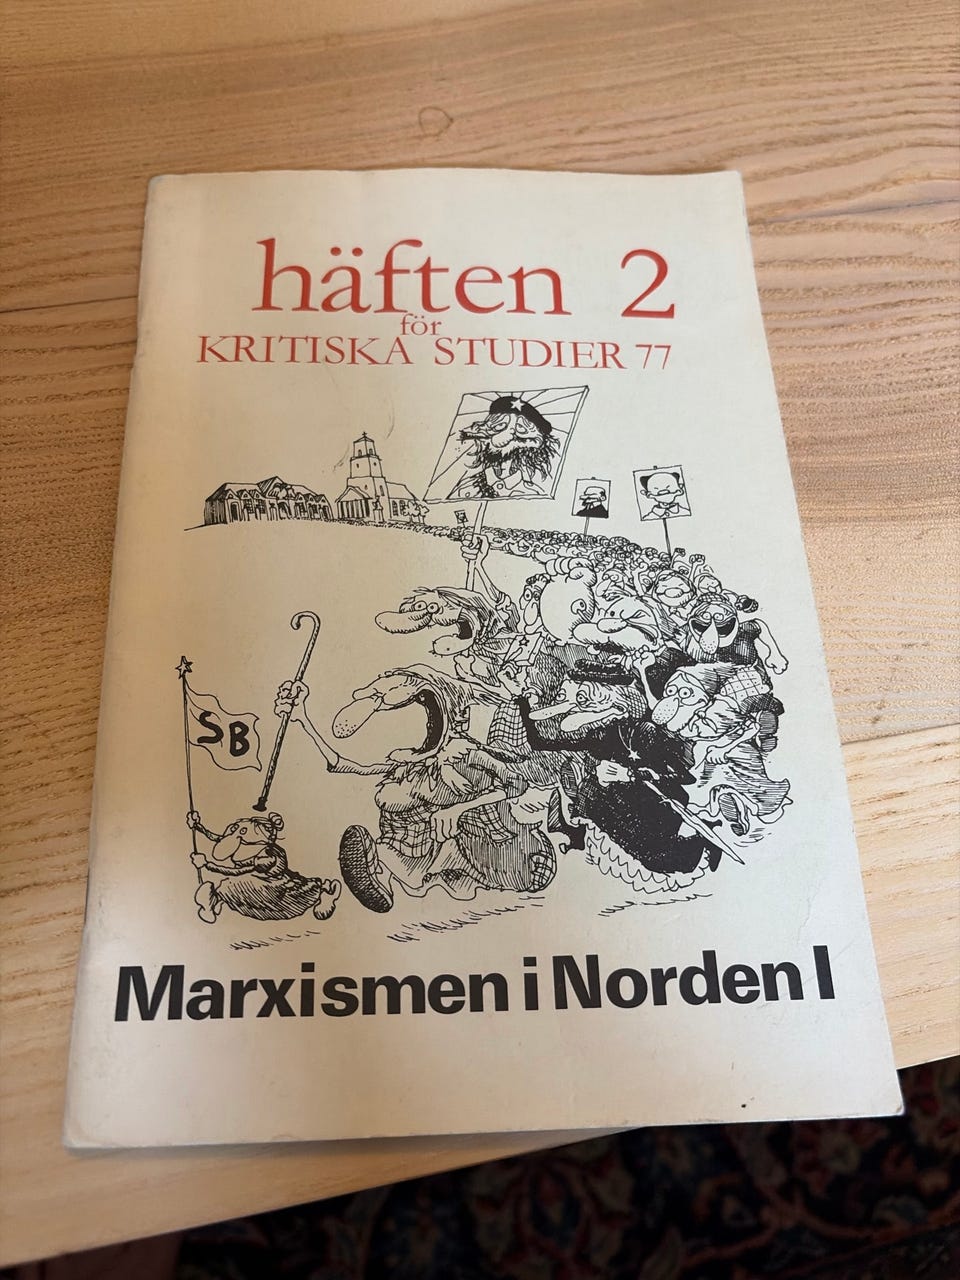 häften 2
för
KRITISKA STUDIER 77
SB
Marxismen i Norden I